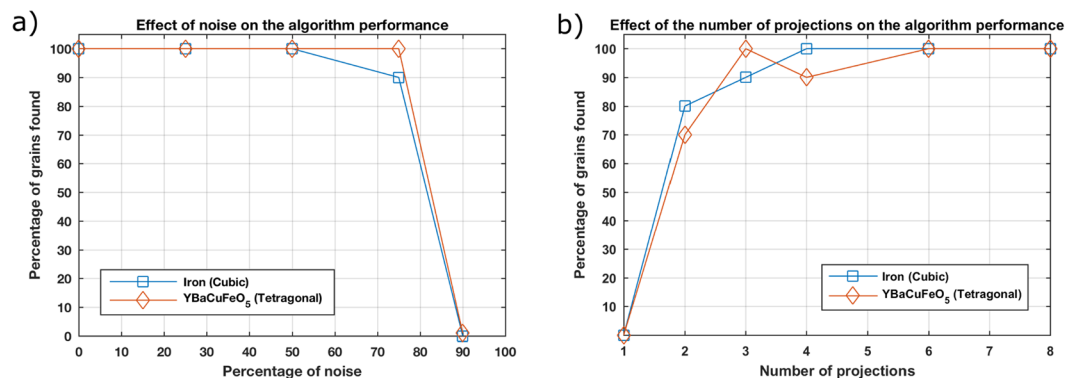 a)
Effect of noise on the algorithm performance
Percentage of grains found
100
90
80
70
60
50
40
30
20
10
0
Iron (Cubic)
YBaCuFeO5 (Tetragonal)
0 10 20 30 40 50 60 70 80 90 100
Percentage of noise
b)
Effect of the number of projections on the algorithm performance
Percentage of grains found
100
90
80
70
60
50
40
30
20
10
0
Iron (Cubic)
YBaCuFeO5 (Tetragonal)
1 2 3 4 5 6 7 8
Number of projections